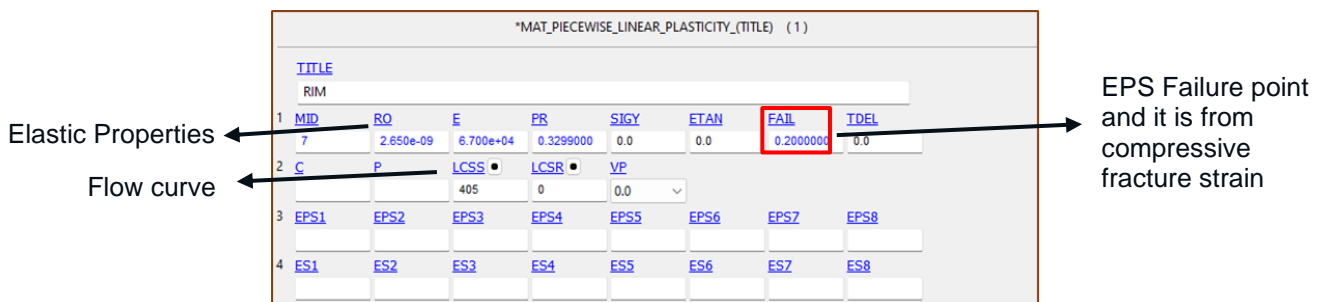 *MAT_PIECEWISE_LINEAR_PLASTICITY_(TITLE) (1)
TITLE
RIM
1 MID RO E PR SIGY ETAN FAIL TDEL
7 2.650e-09 6.700e+04 0.3299000 0.0 0.0 0.2000000 0.0
2 C P LCSS LCSR VP
405 0 0.0
3 EPS1 EPS2 EPS3 EPS4 EPS5 EPS6 EPS7 EPS8
4 ES1 ES2 ES3 ES4 ES5 ES6 ES7 ES8
Elastic Properties
Flow curve
EPS Failure point
and it is from
compressive
fracture strain